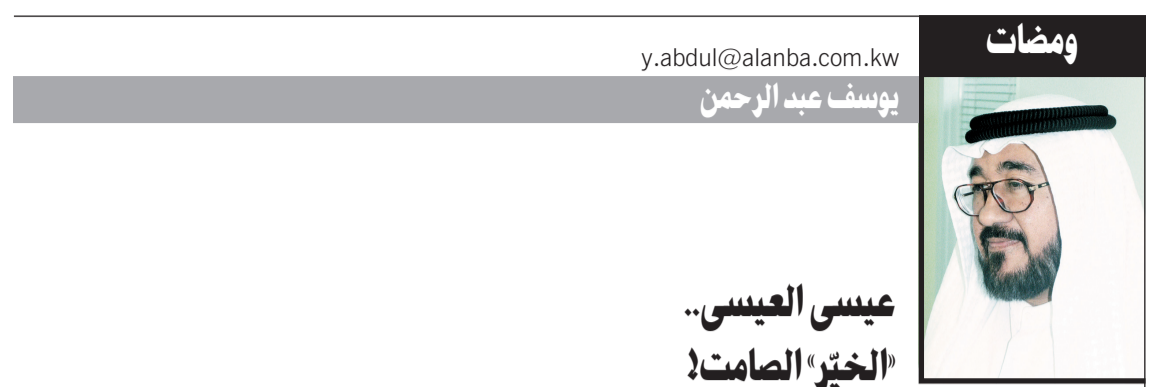 ومضات
y.abdul@alanba.com.kw
يوسف عبد الرحمن
عيسى العيسى..
«الخيّر» الصامت!